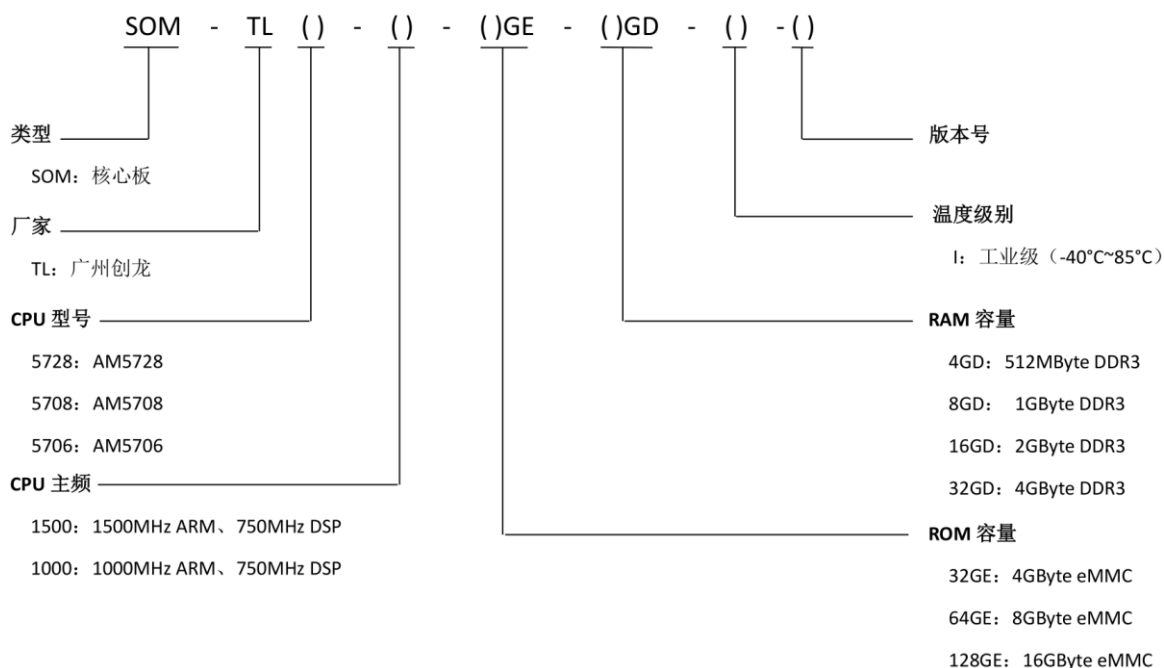 SOM - TL ( ) - ( ) - ( )GE - ( )GD - ( ) - ( )
类型
SOM：核心板
厂家
TL：广州创龙
CPU 型号
5728：AM5728
5708：AM5708
5706：AM5706
CPU 主频
1500：1500MHz ARM、750MHz DSP
1000：1000MHz ARM、750MHz DSP
版本号
温度级别
I：工业级（-40°C~85°C）
RAM 容量
4GD：512MByte DDR3
8GD： 1GByte DDR3
16GD：2GByte DDR3
32GD：4GByte DDR3
ROM 容量
32GE：4GByte eMMC
64GE：8GByte eMMC
128GE：16GByte eMMC